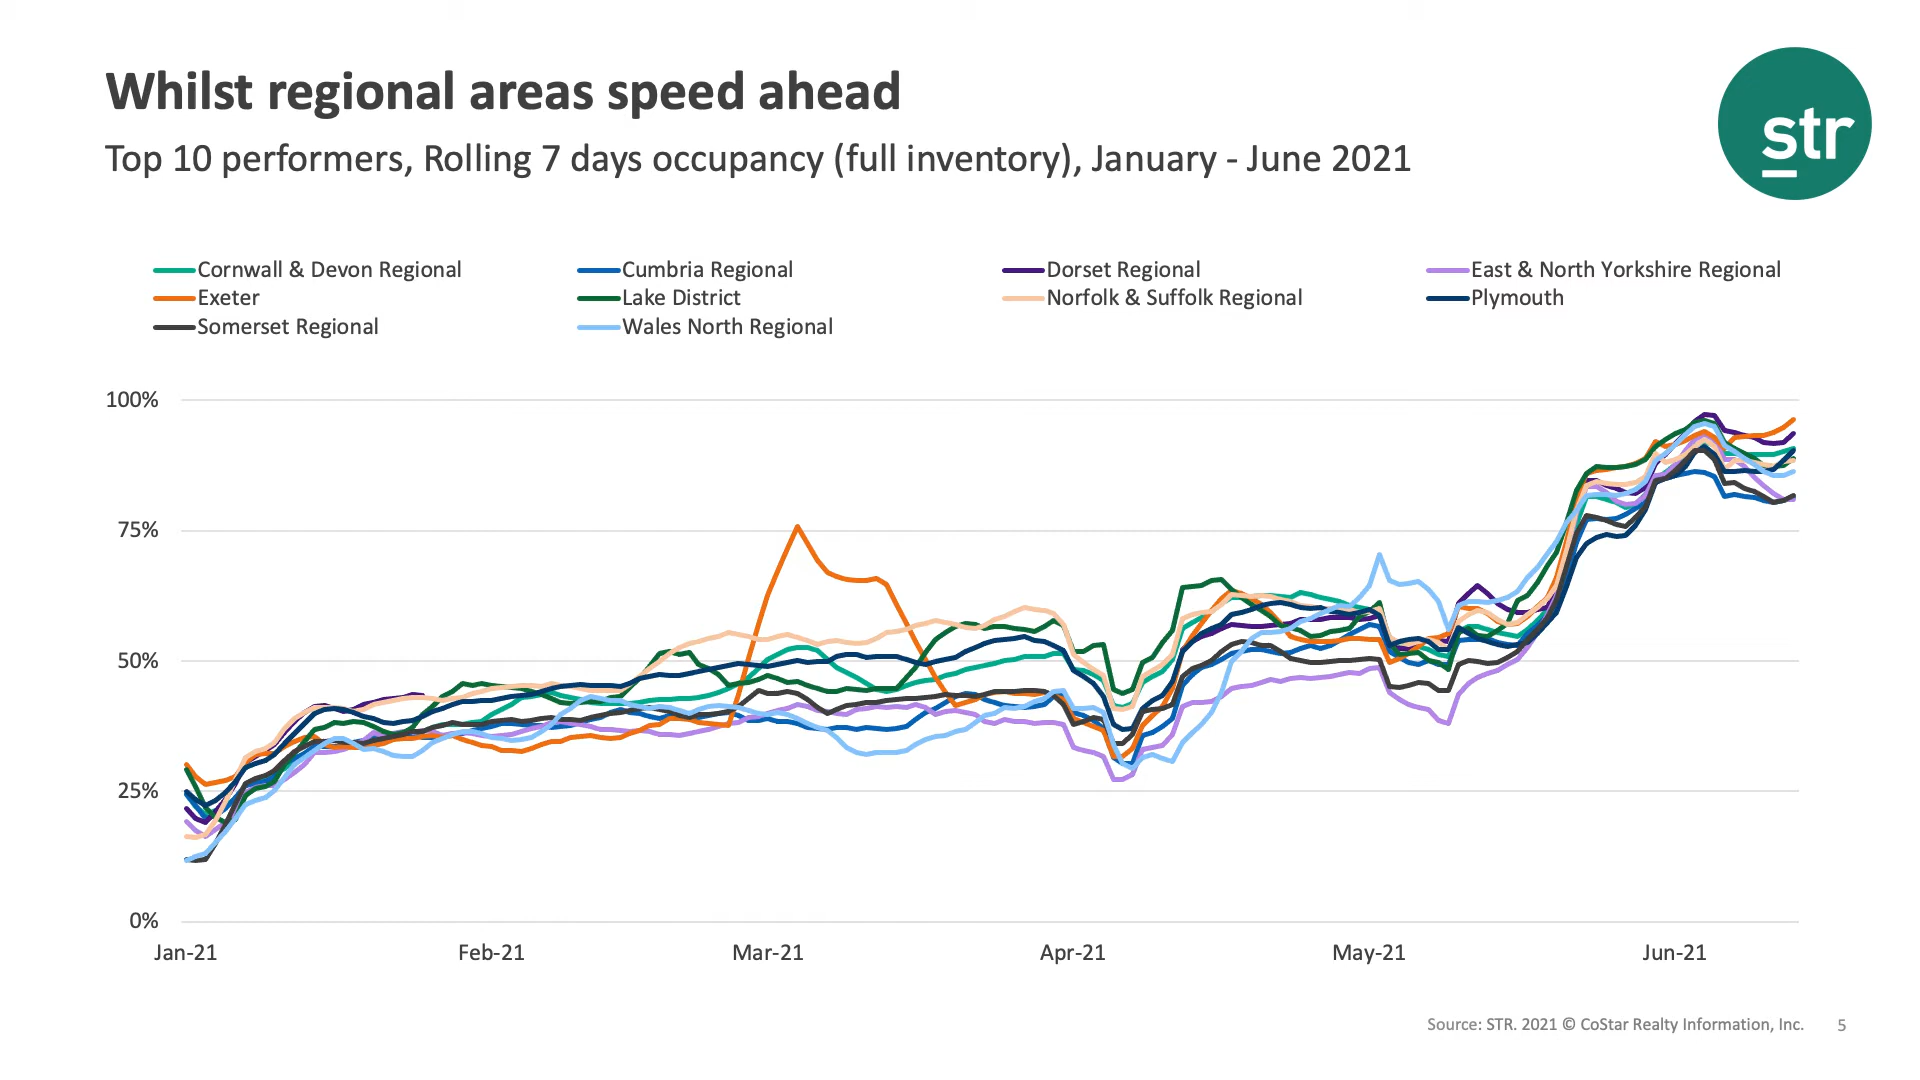 Whilst regional areas speed ahead
Top 10 performers, Rolling 7 days occupancy (full inventory), January - June 2021
str
Cornwall & Devon Regional
Cumbria Regional
Dorset Regional
East & North Yorkshire Regional
Exeter
Lake District
Norfolk & Suffolk Regional
Plymouth
Somerset Regional
Wales North Regional
100%
75%
50%
25%
0%
Jan-21
Feb-21
Mar-21
Apr-21
May-21
Jun-21
Source: STR. 2021 © CoStar Realty Information, Inc.
5